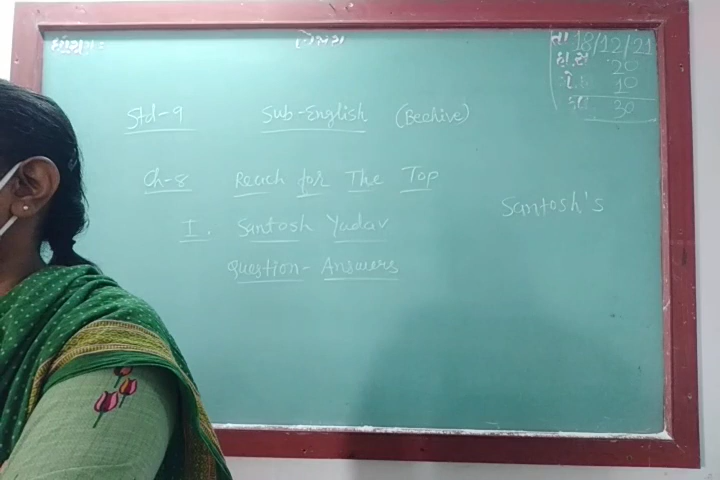 તા 18/12/21
હા.સં 20
ગે.હા 10
કુલ 30
Std-9 Sub-English (Beehive)
Ch-8 Reach for The Top
Santosh's
I. Santosh Yadav
Question-Answers